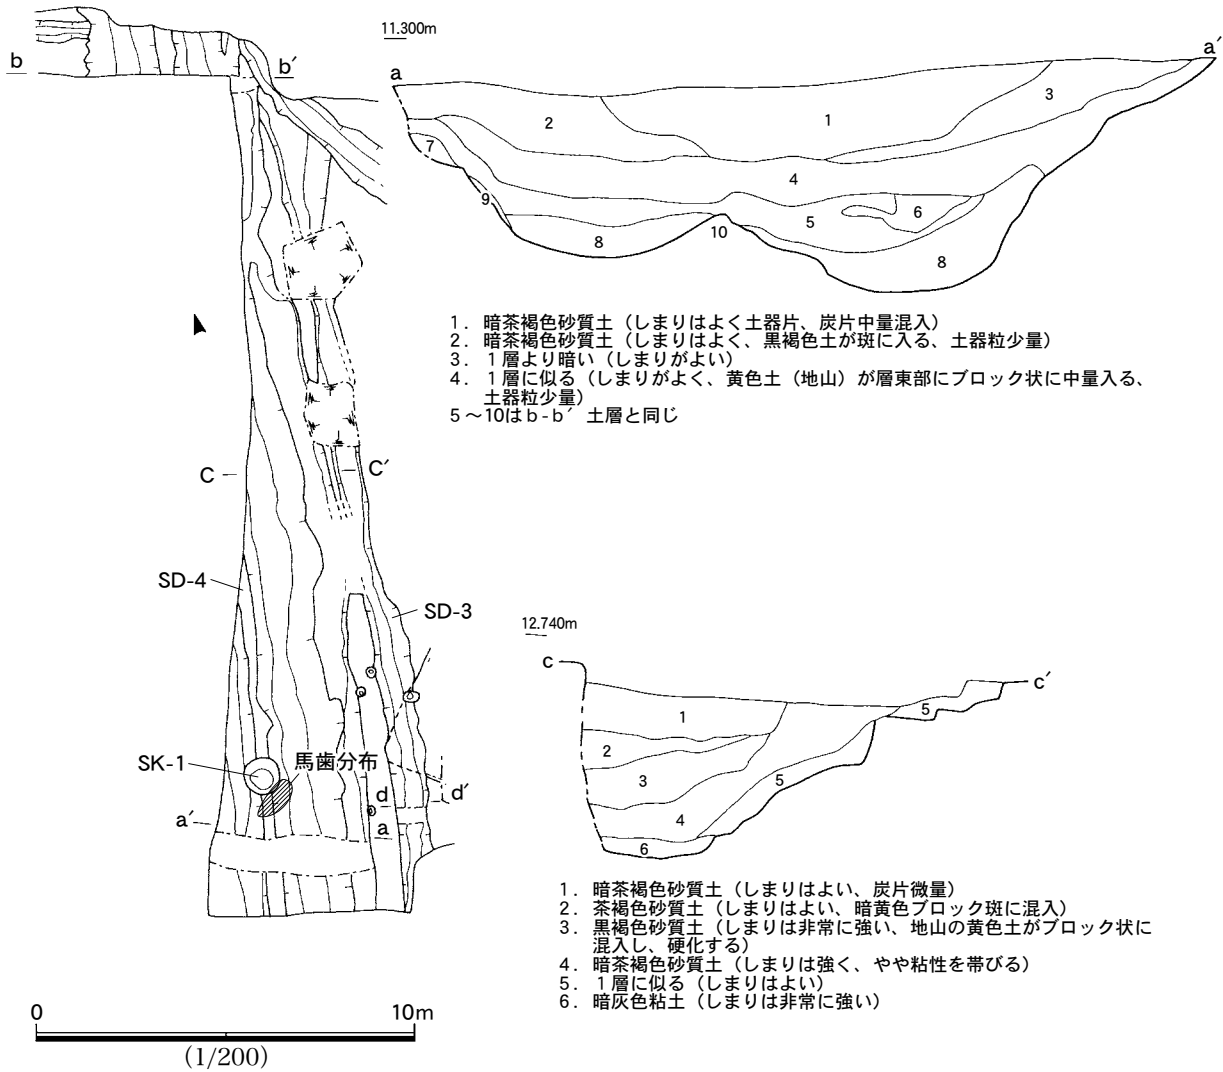 b
b′
11.300m
a
a′
1
2
3
4
5
6
7
8
9
10
8
1．暗茶褐色砂質土（しまりはよく土器片、炭片中量混入）
2．暗茶褐色砂質土（しまりはよく、黒褐色土が斑に入る、土器粒少量）
3．１層より暗い（しまりがよい）
4．１層に似る（しまりがよく、黄色土（地山）が層東部にブロック状に中量入る、
土器粒少量）
5～10はb-b′ 土層と同じ
C
C′
SD-4
SD-3
SK-1
馬歯分布
d
d′
a′
a
12.740m
c
c′
1
2
3
4
5
5
6
1．暗茶褐色砂質土（しまりはよい、炭片微量）
2．茶褐色砂質土（しまりはよい、暗黄色ブロック斑に混入）
3．黒褐色砂質土（しまりは非常に強い、地山の黄色土がブロック状に
混入し、硬化する）
4．暗茶褐色砂質土（しまりは強く、やや粘性を帯びる）
5．１層に似る（しまりはよい）
6．暗灰色粘土（しまりは非常に強い）
0
10m
(1/200)